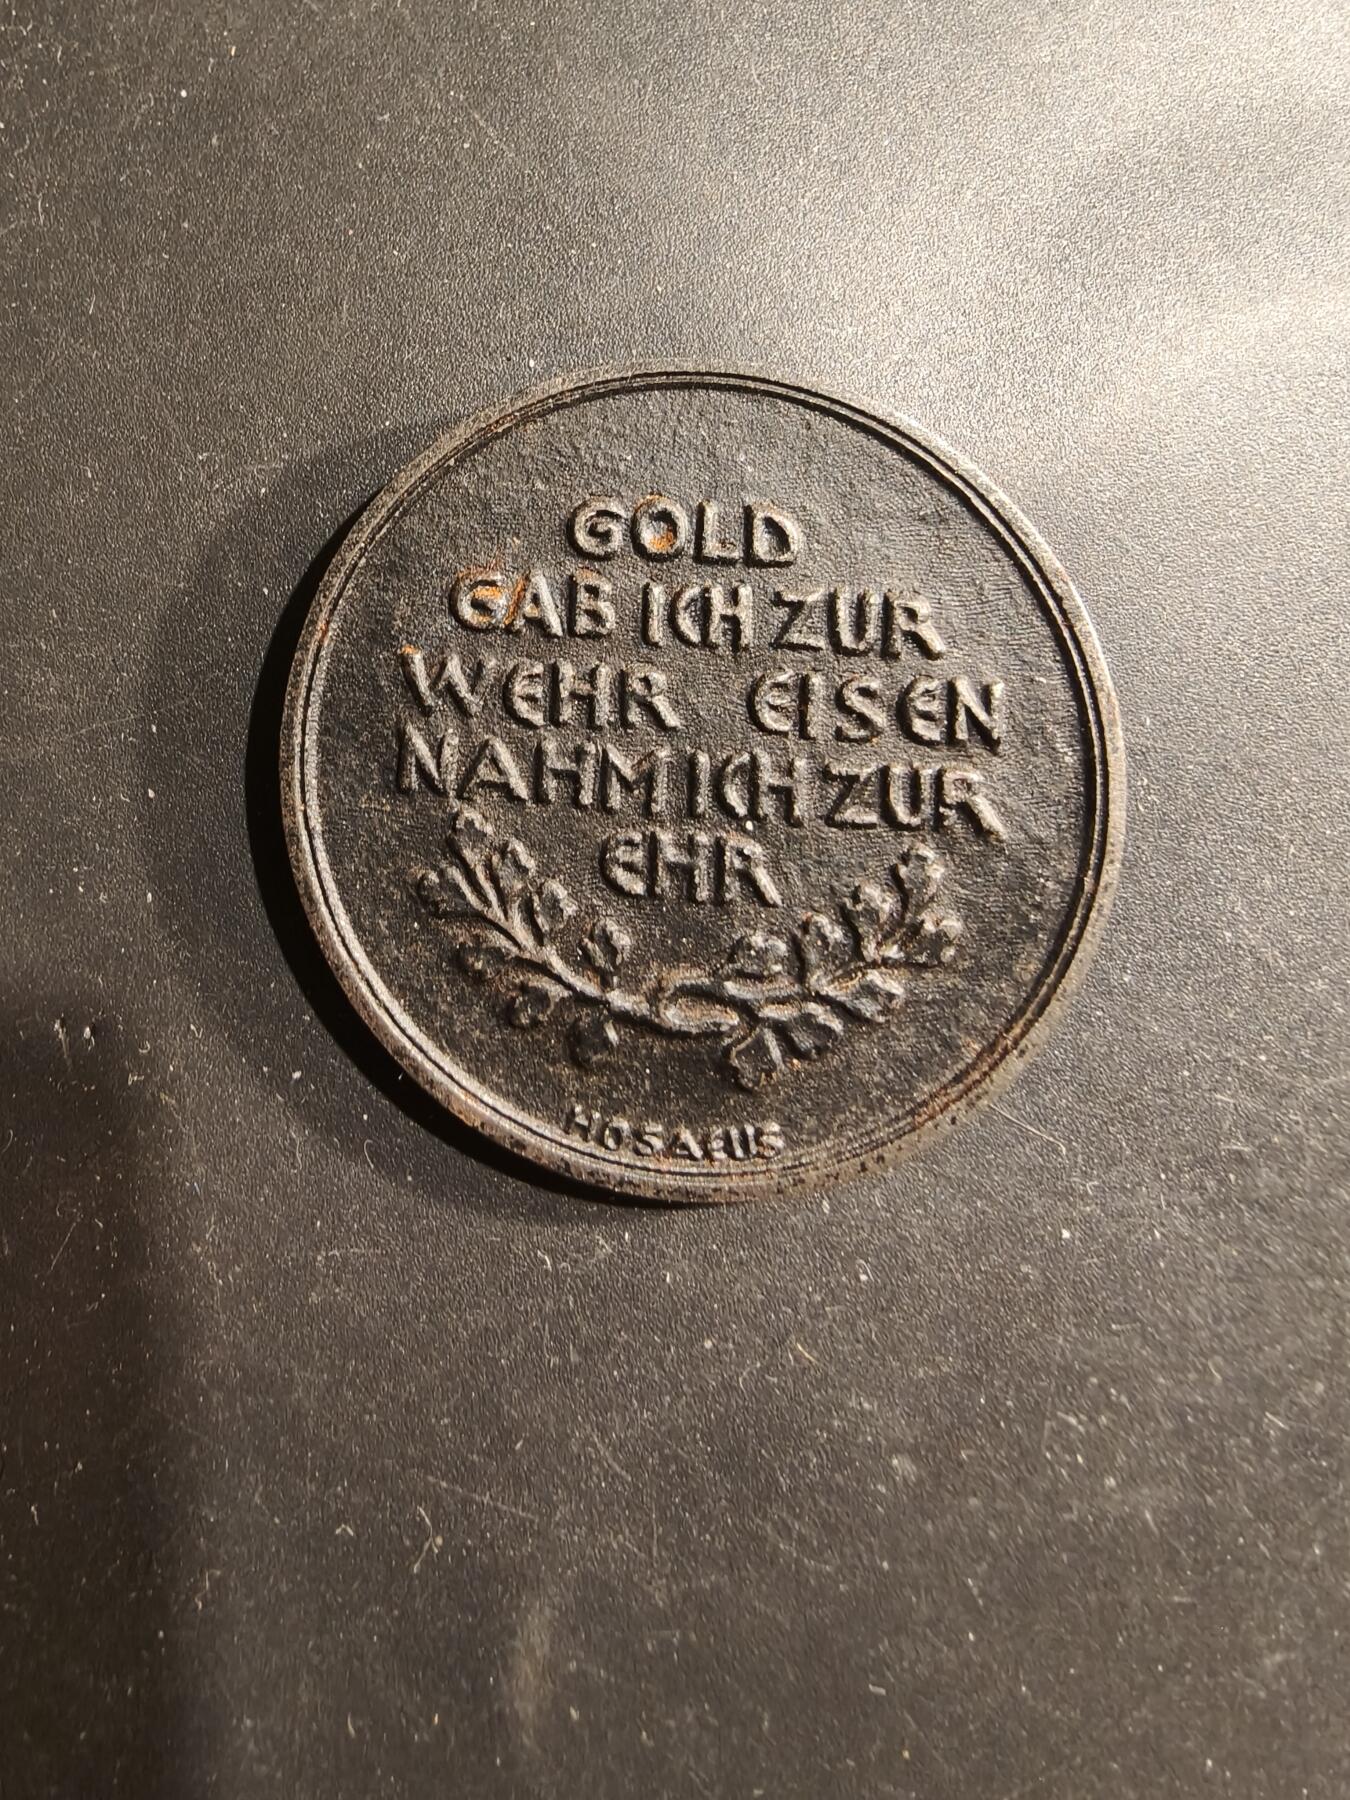 GOLD
GAB ICH ZUR
WEHR EISEN
NAHM ICH ZUR
EHR
HOSAEUS